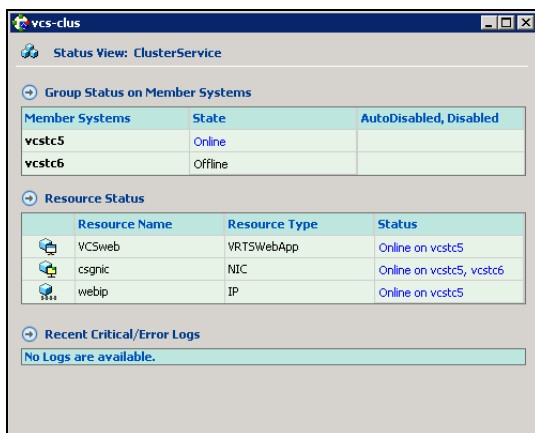 vcs-clus
Status View: ClusterService
Group Status on Member Systems
Member Systems State AutoDisabled, Disabled
vcstc5 Online
vcstc6 Offline
Resource Status
Resource Name Resource Type Status
VCSweb VRTSWebApp Online on vcstc5
csgnic NIC Online on vcstc5, vcstc6
webip IP Online on vcstc5
Recent Critical/Error Logs
No Logs are available.